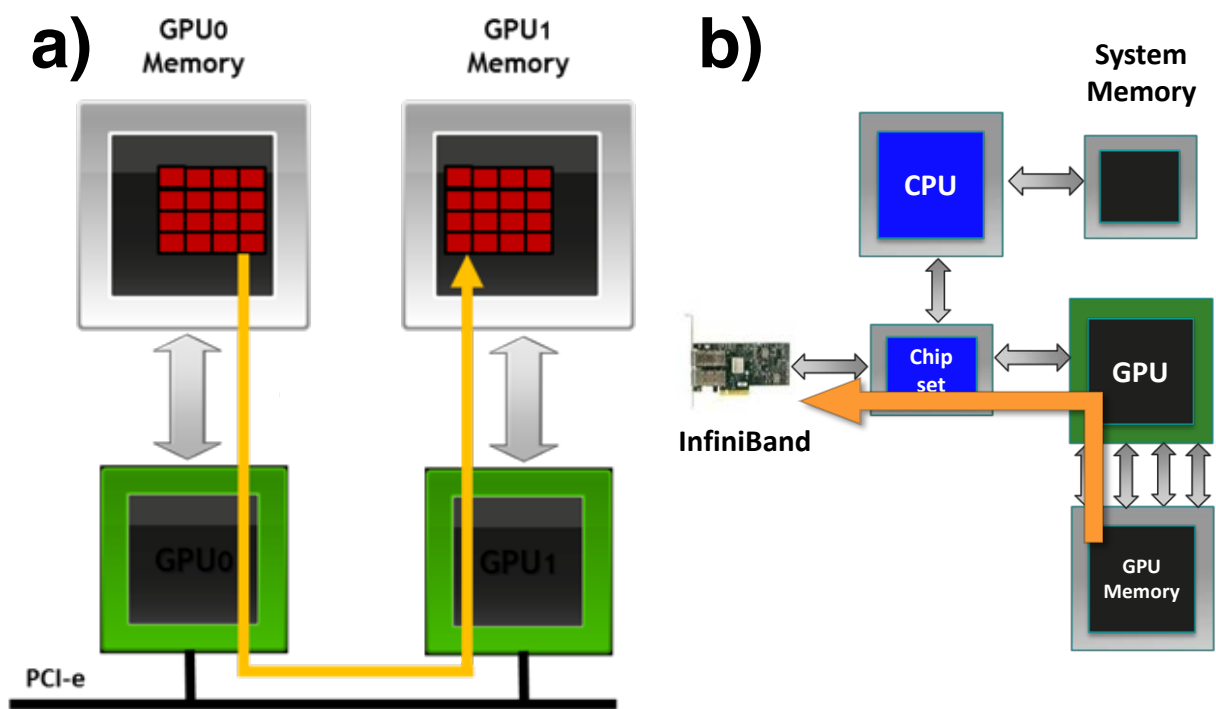 a)
GPU0
Memory
GPU1
Memory
GPU0
GPU1
PCI-e
b)
System
Memory
CPU
Chip
set
GPU
InfiniBand
GPU
Memory